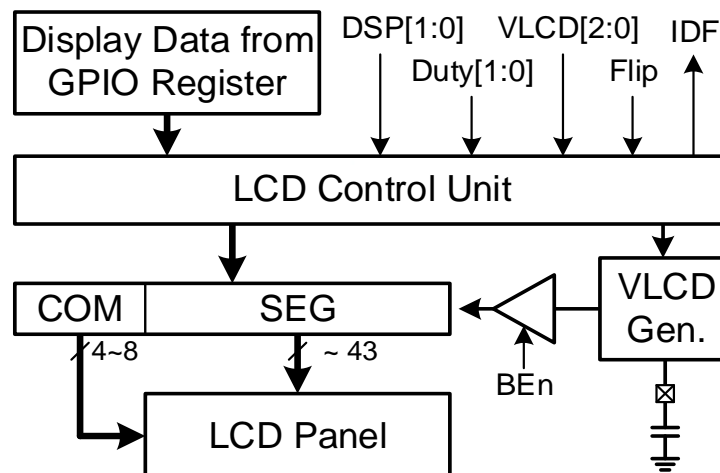 Display Data from
GPIO Register
DSP[1:0]
VLCD[2:0]
IDF
Duty[1:0]
Flip
LCD Control Unit
COM
SEG
VLCD
Gen.
4~8
~ 43
BEn
LCD Panel